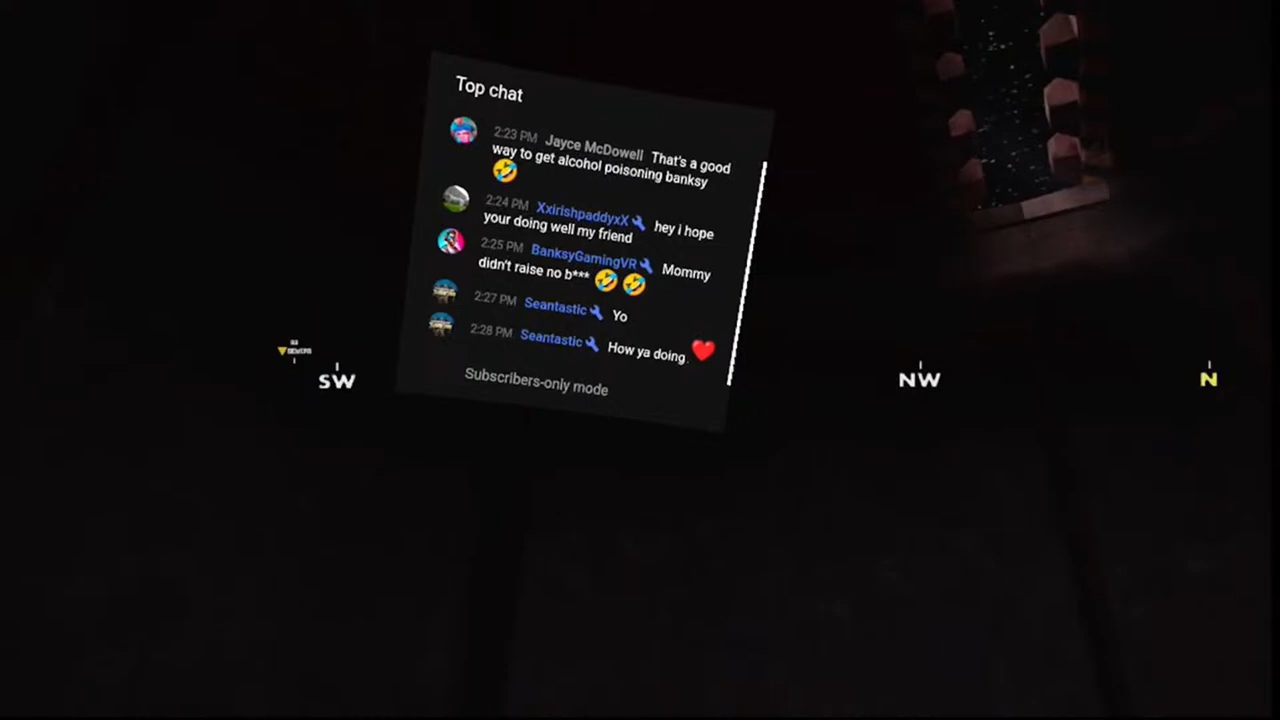 Top chat
2:23 PM Jayce McDowell That's a good
way to get alcohol poisoning banksy
🤣
2:24 PM XxirishpaddyxX hey i hope
your doing well my friend
2:25 PM BanksyGamingVR Mommy
didn't raise no b*** 🤣 🤣
2:27 PM Seantastic Yo
2:28 PM Seantastic How ya doing ❤️
Subscribers-only mode
SW
NW
N